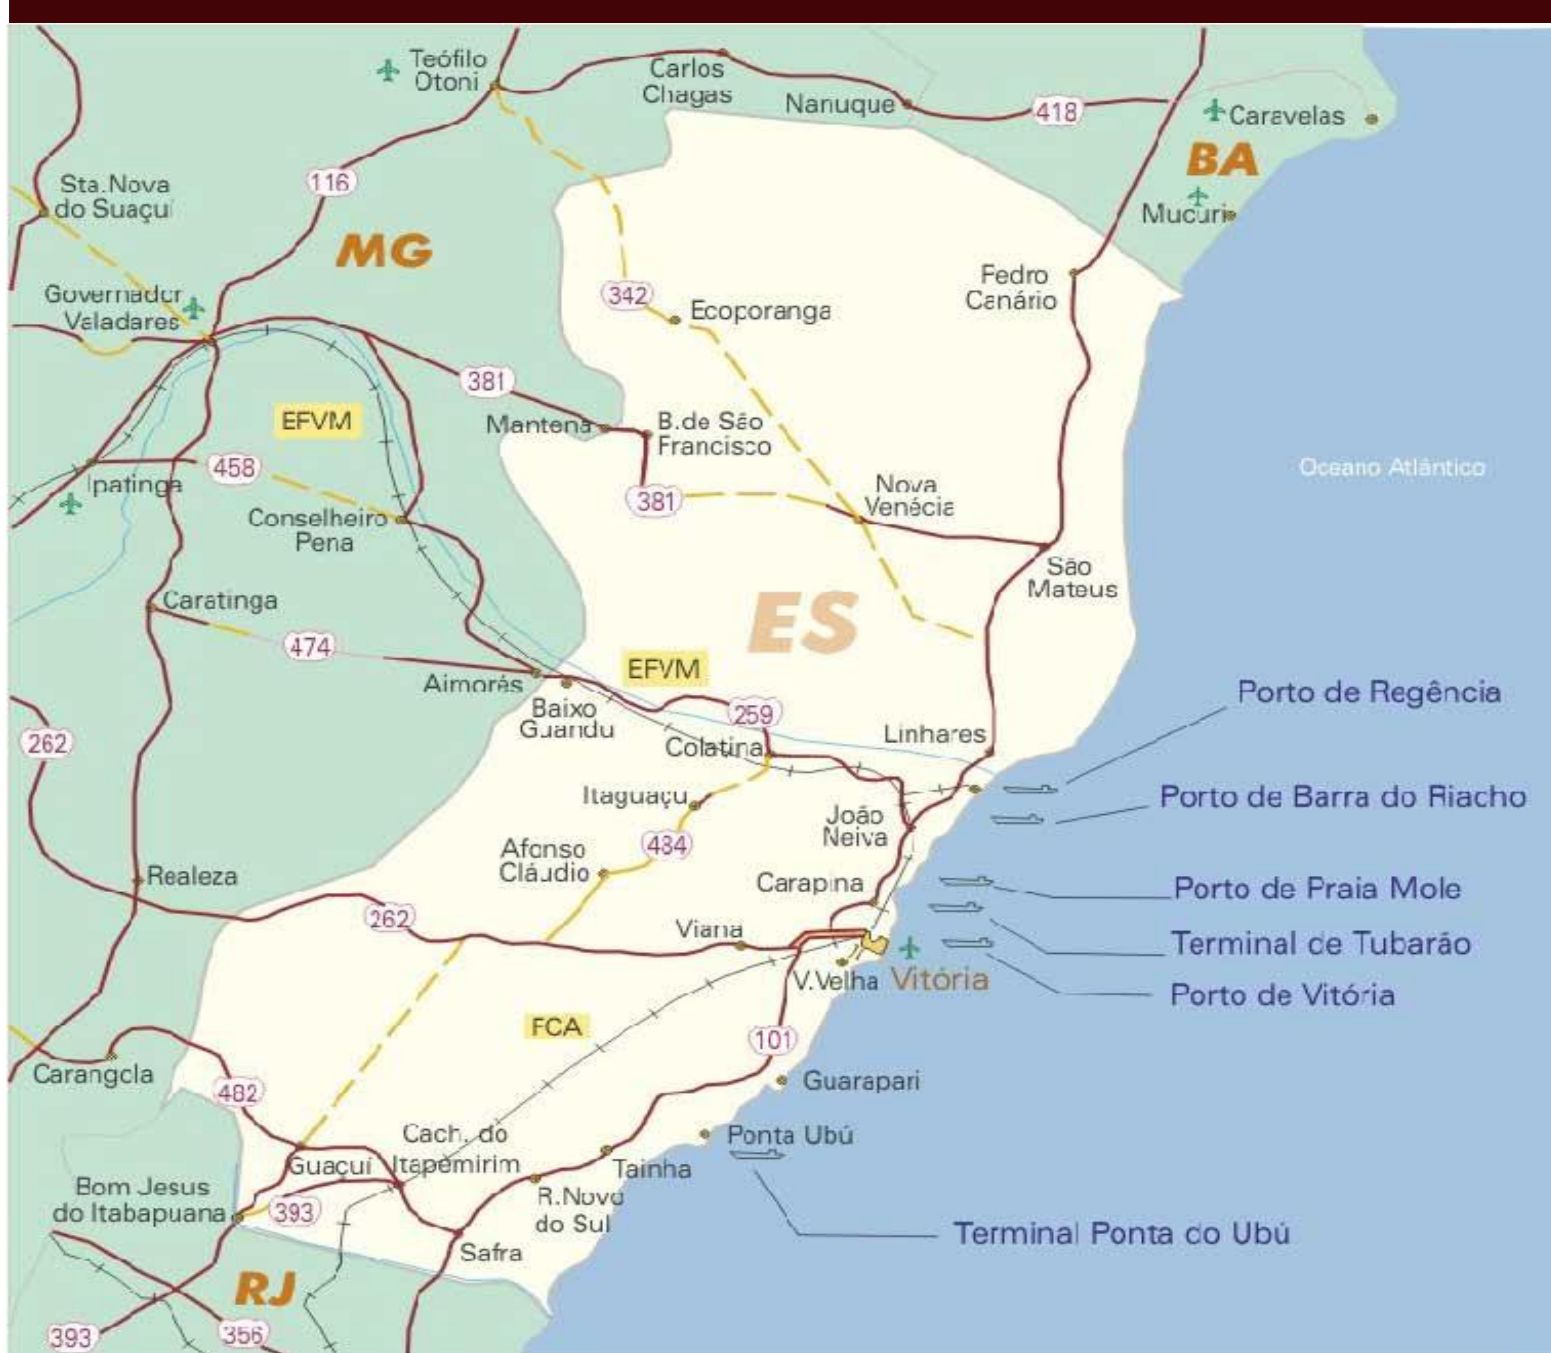 Teófilo
Otoni
Carlos
Chagas
Nanuque
418
Caravelas
BA
Mucuri
Sta.Nova
do Suaçuí
116
MG
Governador
Valadares
342
Ecoporanga
Fedro
Canário
381
EFVM
Mantena
B.de São
Francisco
Oceano Atlântico
458
Ipatinga
381
Nova
Venécia
Conselheiro
Pena
São
Mateus
Caratinga
ES
474
EFVM
Aimorés
Porto de Regência
Baixo
Guandu
259
262
Colatina
Linhares
Itaguaçu
Porto de Barra do Riacho
João
Neiva
484
Afonso
Cláudio
Realeza
Carapina
Porto de Praia Mole
262
Viana
Terminal de Tubarão
V.Velha
Vitória
Porto de Vitória
FCA
101
Carangola
Guarapari
482
Cach. do
Itapemirim
Ponta Ubú
Guaçuí
Tainha
Bom Jesus
do Itabapuana
393
R.Novo
do Sul
Terminal Ponta do Ubú
Safra
RJ
393
356